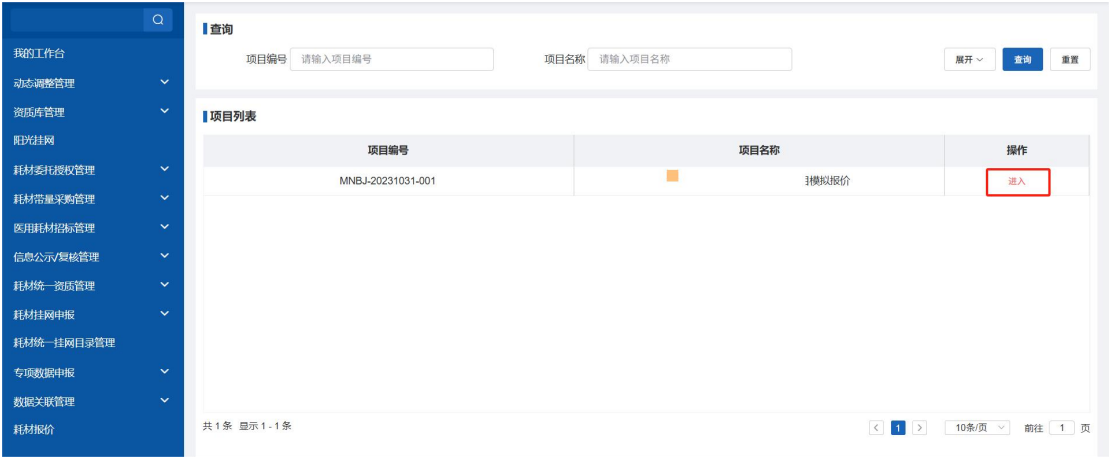 我的工作台
动态调整管理
资质库管理
阳光挂网
耗材委托授权管理
耗材带量采购管理
医用耗材招标管理
信息公示/复核管理
耗材统一资质管理
耗材挂网申报
耗材统一挂网目录管理
专项数据申报
数据关联管理
耗材报价
查询
项目编号 请输入项目编号 项目名称 请输入项目名称 展开 查询 重置
项目列表
项目编号 项目名称 操作
MNBJ-20231031-001 模拟报价 进入
共 1 条 显示 1 - 1 条 1 10条/页 前往 1 页